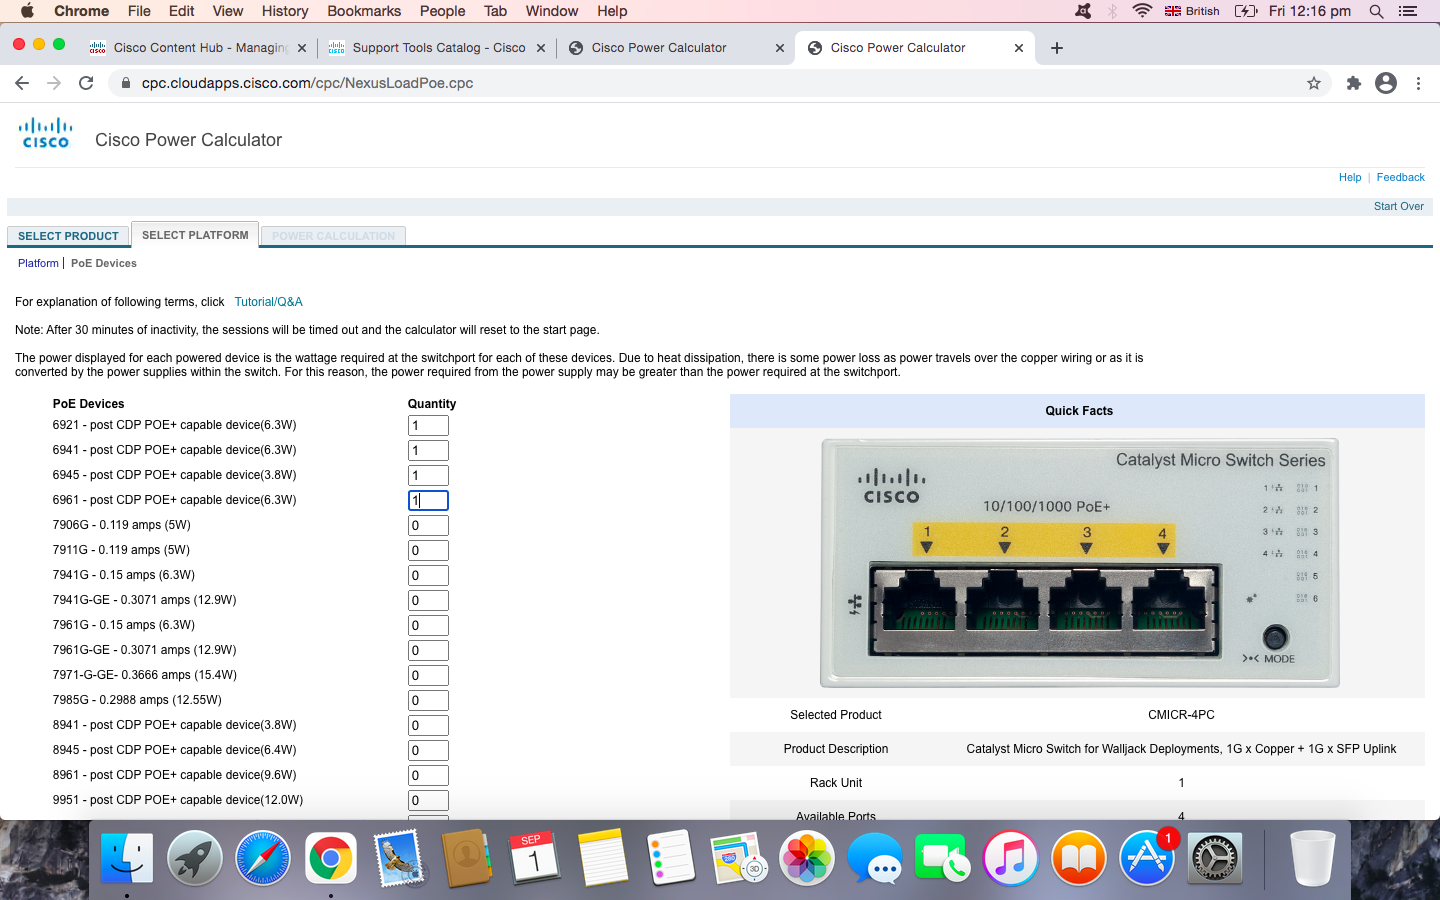 Chrome File Edit View History Bookmarks People Tab Window Help British Fri 12:16 pm
Cisco Content Hub - Managing Support Tools Catalog - Cisco Cisco Power Calculator Cisco Power Calculator
cpc.cloudapps.cisco.com/cpc/NexusLoadPoe.cpc
CISCO
Cisco Power Calculator
Help | Feedback
Start Over
SELECT PRODUCT SELECT PLATFORM POWER CALCULATION
Platform | PoE Devices
For explanation of following terms, click Tutorial/Q&A
Note: After 30 minutes of inactivity, the sessions will be timed out and the calculator will reset to the start page.
The power displayed for each powered device is the wattage required at the switchport for each of these devices. Due to heat dissipation, there is some power loss as power travels over the copper wiring or as it is
converted by the power supplies within the switch. For this reason, the power required from the power supply may be greater than the power required at the switchport.
PoE Devices Quantity
6921 - post CDP POE+ capable device(6.3W) 1
6941 - post CDP POE+ capable device(6.3W) 1
6945 - post CDP POE+ capable device(3.8W) 1
6961 - post CDP POE+ capable device(6.3W) 1
7906G - 0.119 amps (5W) 0
7911G - 0.119 amps (5W) 0
7941G - 0.15 amps (6.3W) 0
7941G-GE - 0.3071 amps (12.9W) 0
7961G - 0.15 amps (6.3W) 0
7961G-GE - 0.3071 amps (12.9W) 0
7971-G-GE- 0.3666 amps (15.4W) 0
7985G - 0.2988 amps (12.55W) 0
8941 - post CDP POE+ capable device(3.8W) 0
8945 - post CDP POE+ capable device(6.4W) 0
8961 - post CDP POE+ capable device(9.6W) 0
9951 - post CDP POE+ capable device(12.0W) 0
Quick Facts
Catalyst Micro Switch Series
CISCO
10/100/1000 PoE+
1 2 3 4
1 1
2 2
3 3
4 4
5
6
MODE
Selected Product CMICR-4PC
Product Description Catalyst Micro Switch for Walljack Deployments, 1G x Copper + 1G x SFP Uplink
Rack Unit 1
Available Ports 4
SEP
1
280
3D
1